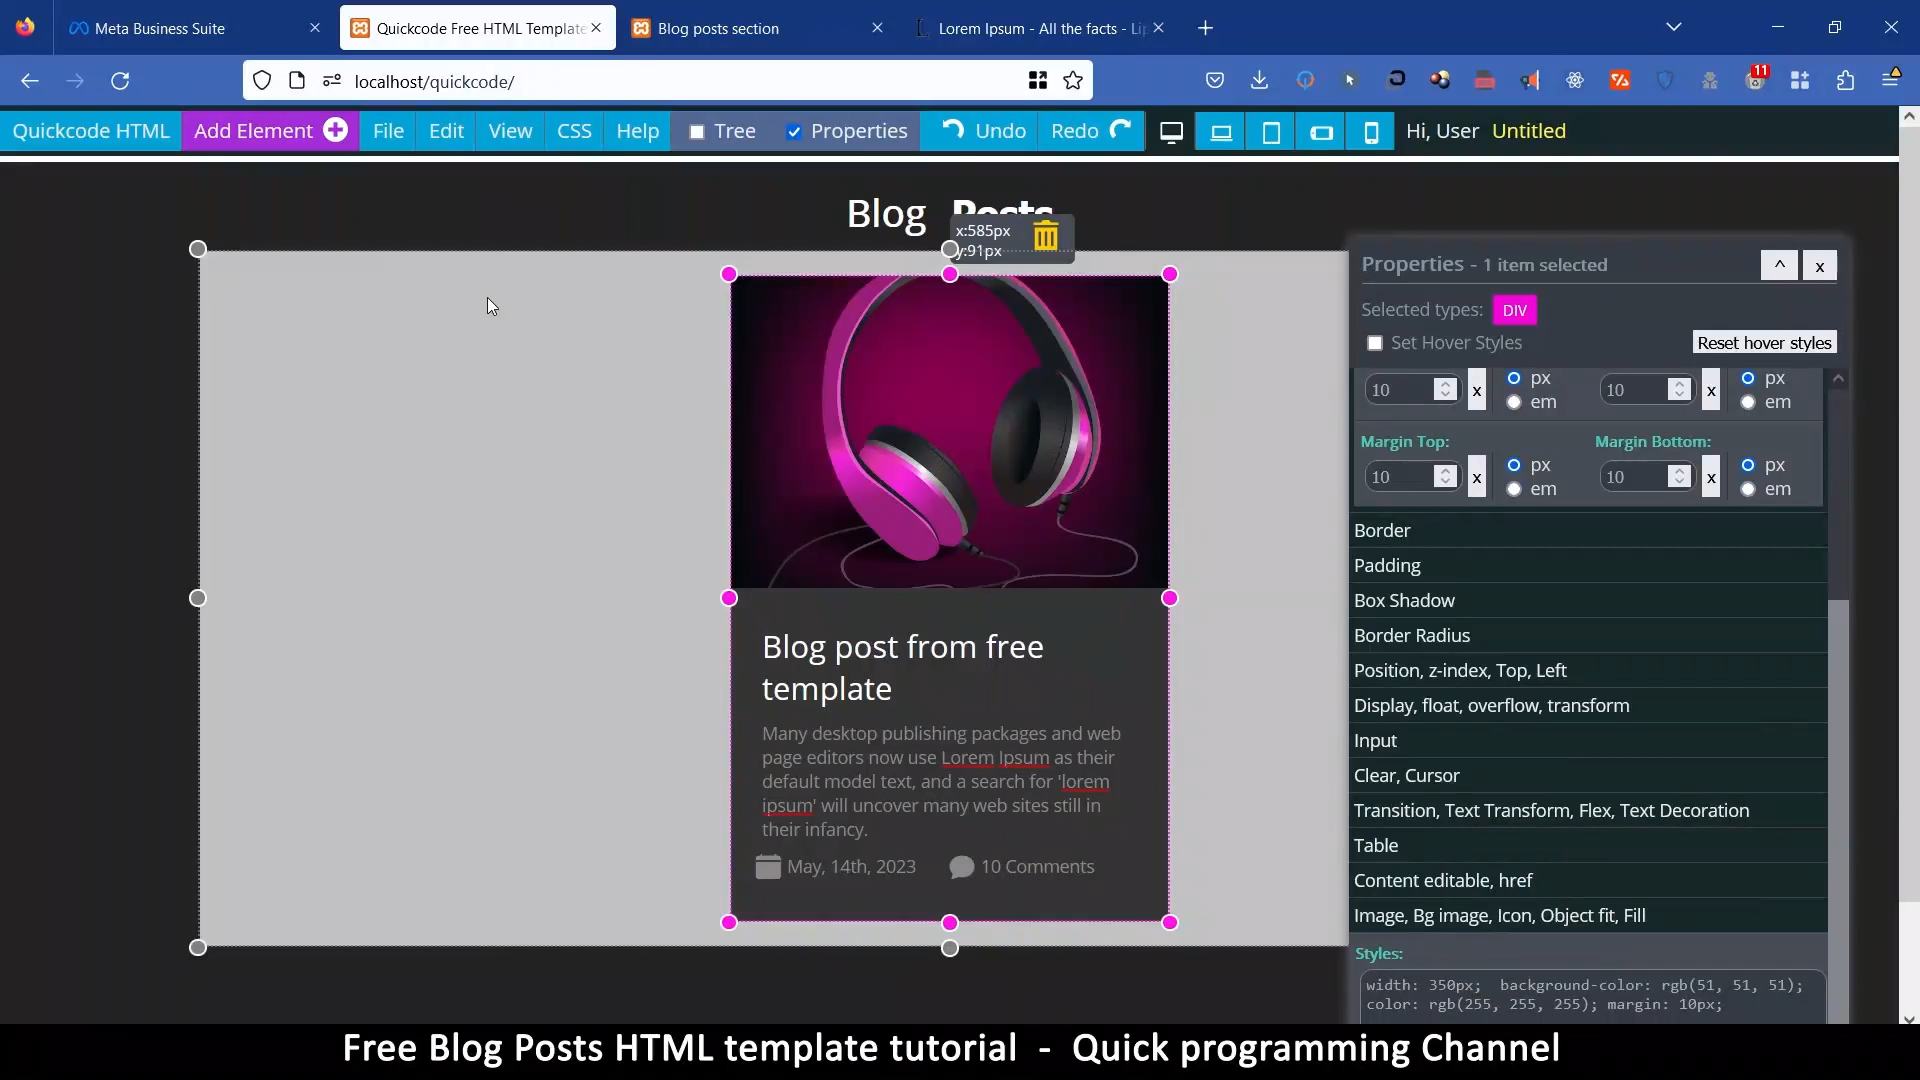 Meta Business Suite
Quickcode Free HTML Template
Blog posts section
Lorem Ipsum - All the facts - Lip
localhost/quickcode/
11
Quickcode HTML
Add Element
File
Edit
View
CSS
Help
Tree
Properties
Undo
Redo
Hi, User
Untitled
Blog Posts
x:585px
y:91px
Blog post from free
template
Many desktop publishing packages and web
page editors now use Lorem Ipsum as their
default model text, and a search for 'lorem
ipsum' will uncover many web sites still in
their infancy.
May, 14th, 2023
10 Comments
Properties - 1 item selected
^
x
Selected types: DIV
Set Hover Styles
Reset hover styles
10 x px em
10 x px em
Margin Top:
Margin Bottom:
10 x px em
10 x px em
Border
Padding
Box Shadow
Border Radius
Position, z-index, Top, Left
Display, float, overflow, transform
Input
Clear, Cursor
Transition, Text Transform, Flex, Text Decoration
Table
Content editable, href
Image, Bg image, Icon, Object fit, Fill
Styles:
width: 350px; background-color: rgb(51, 51, 51);
color: rgb(255, 255, 255); margin: 10px;
Free Blog Posts HTML template tutorial - Quick programming Channel